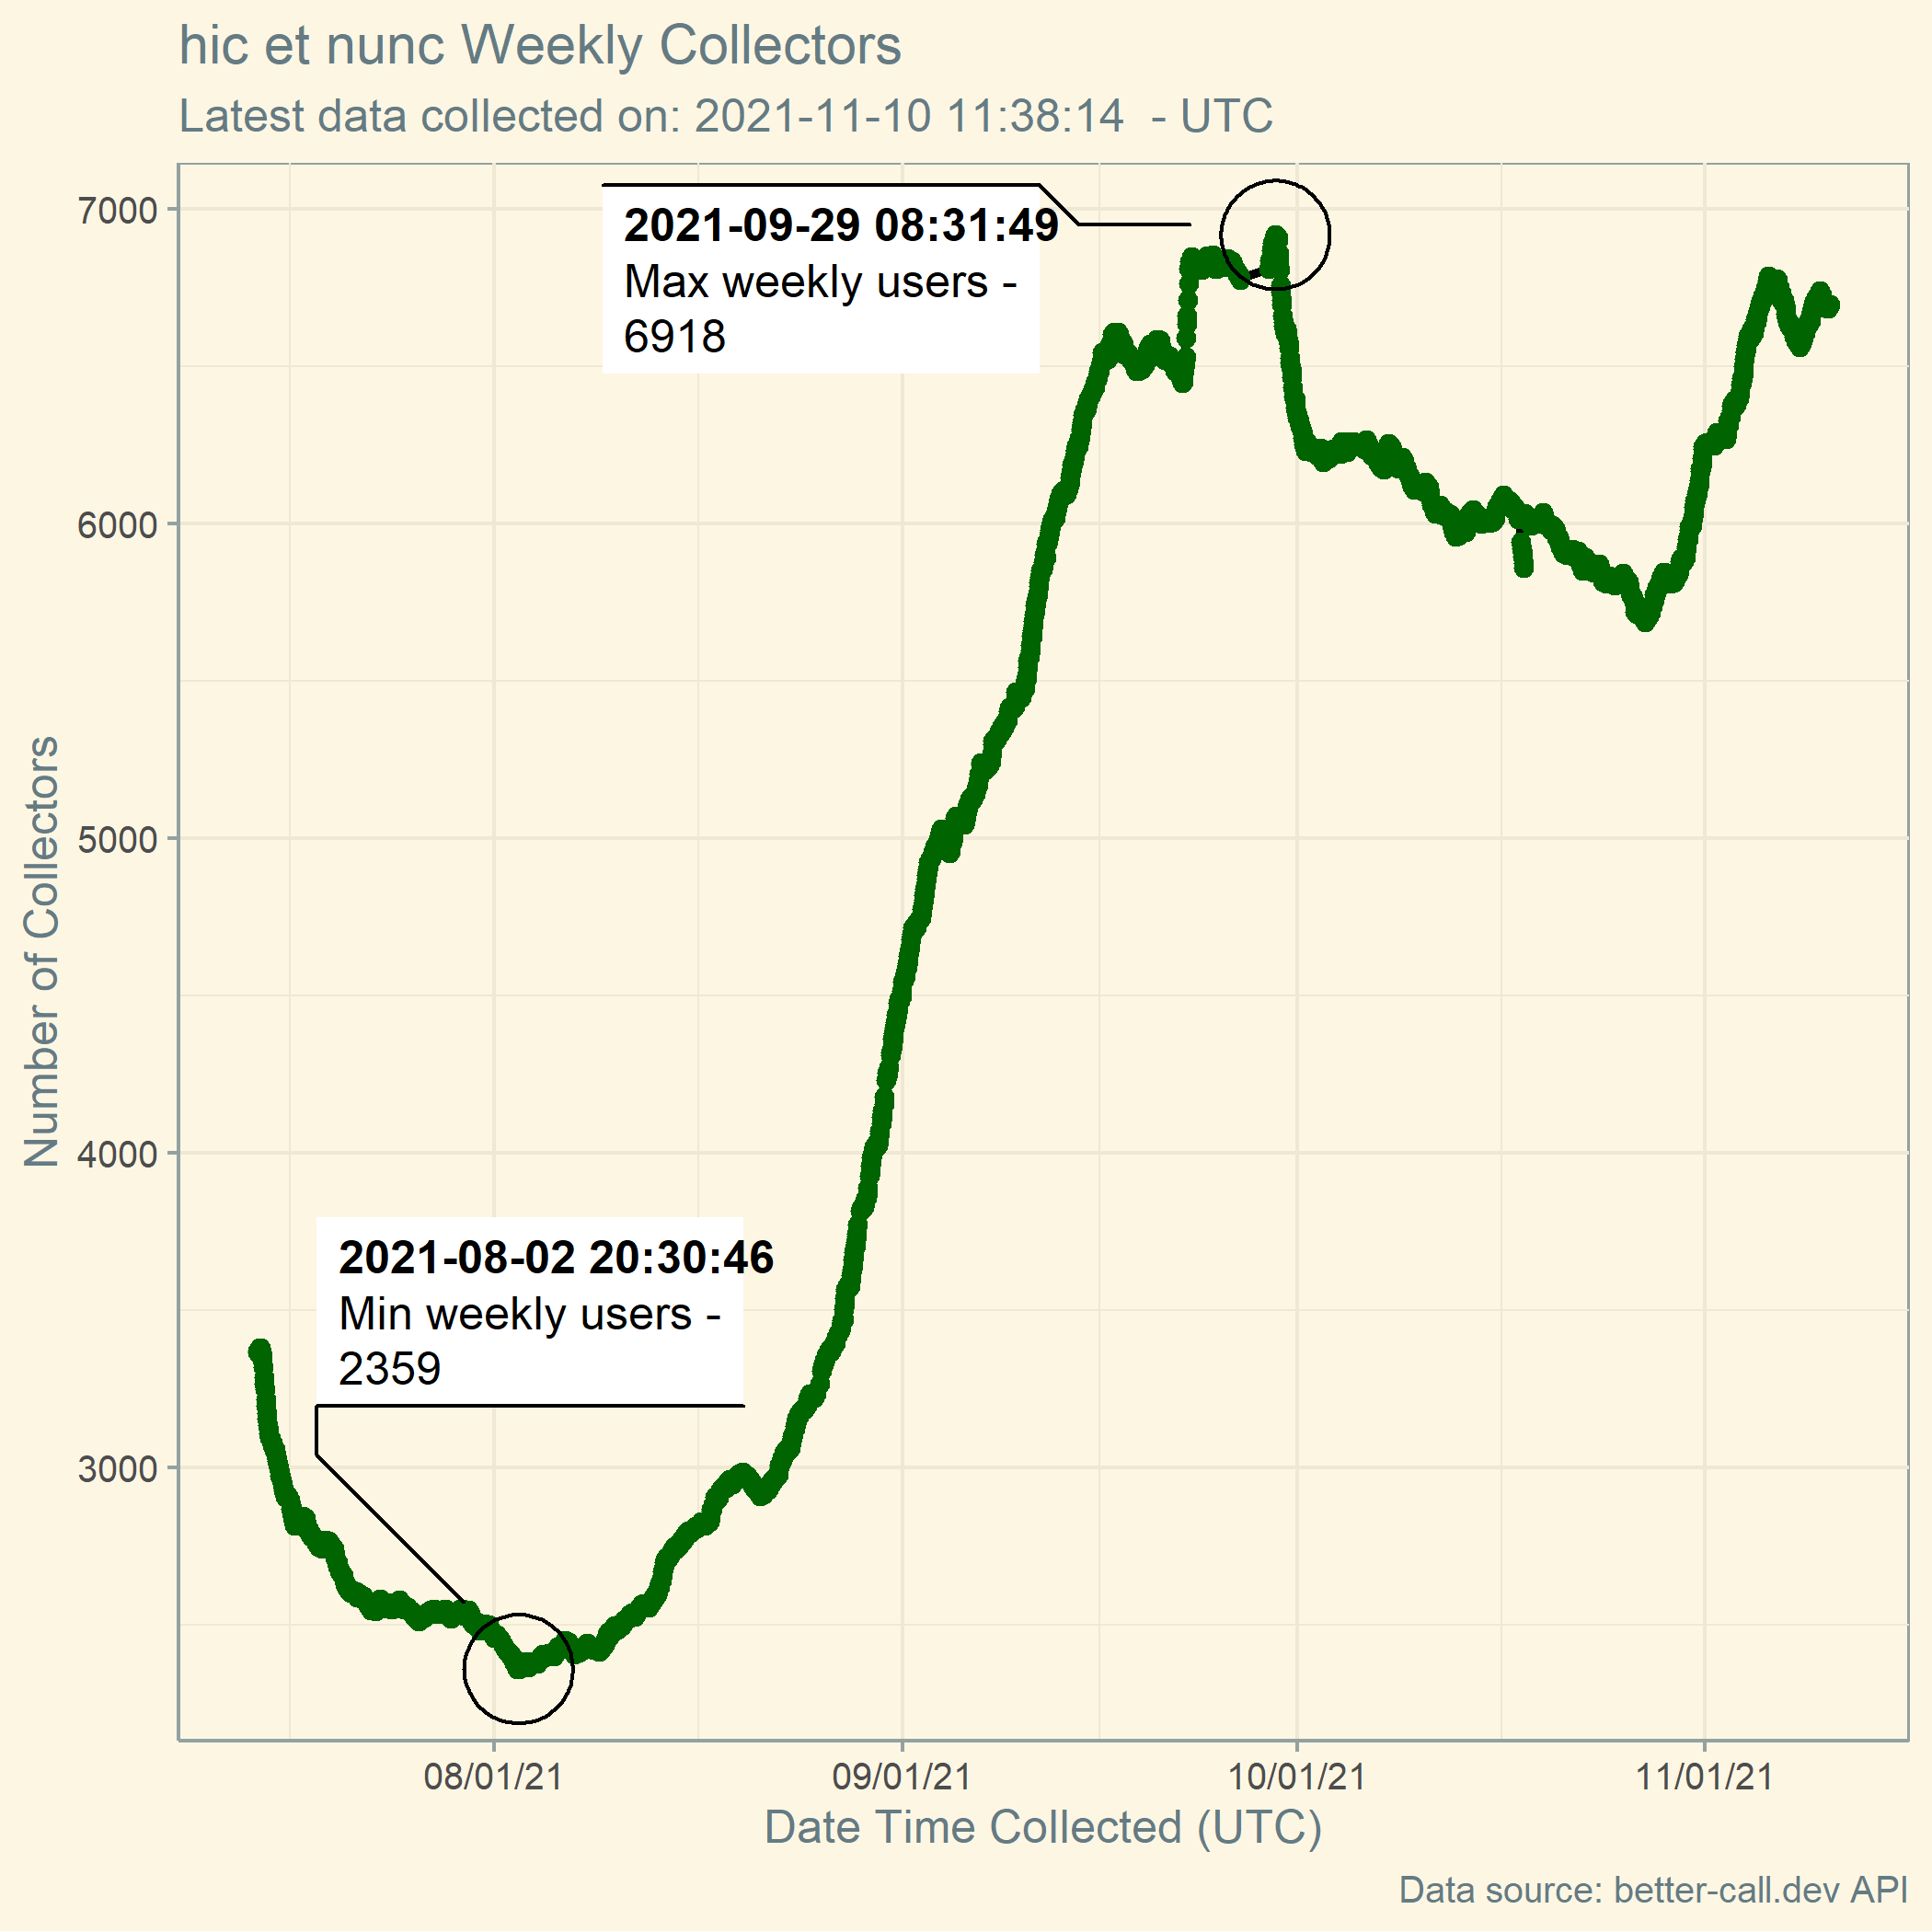 hic et nunc Weekly Collectors
Latest data collected on: 2021-11-10 11:38:14  - UTC
7000
6000
5000
4000
3000
Number of Collectors
2021-09-29 08:31:49
Max weekly users -
6918
2021-08-02 20:30:46
Min weekly users -
2359
08/01/21
09/01/21
10/01/21
11/01/21
Date Time Collected (UTC)
Data source: better-call.dev API